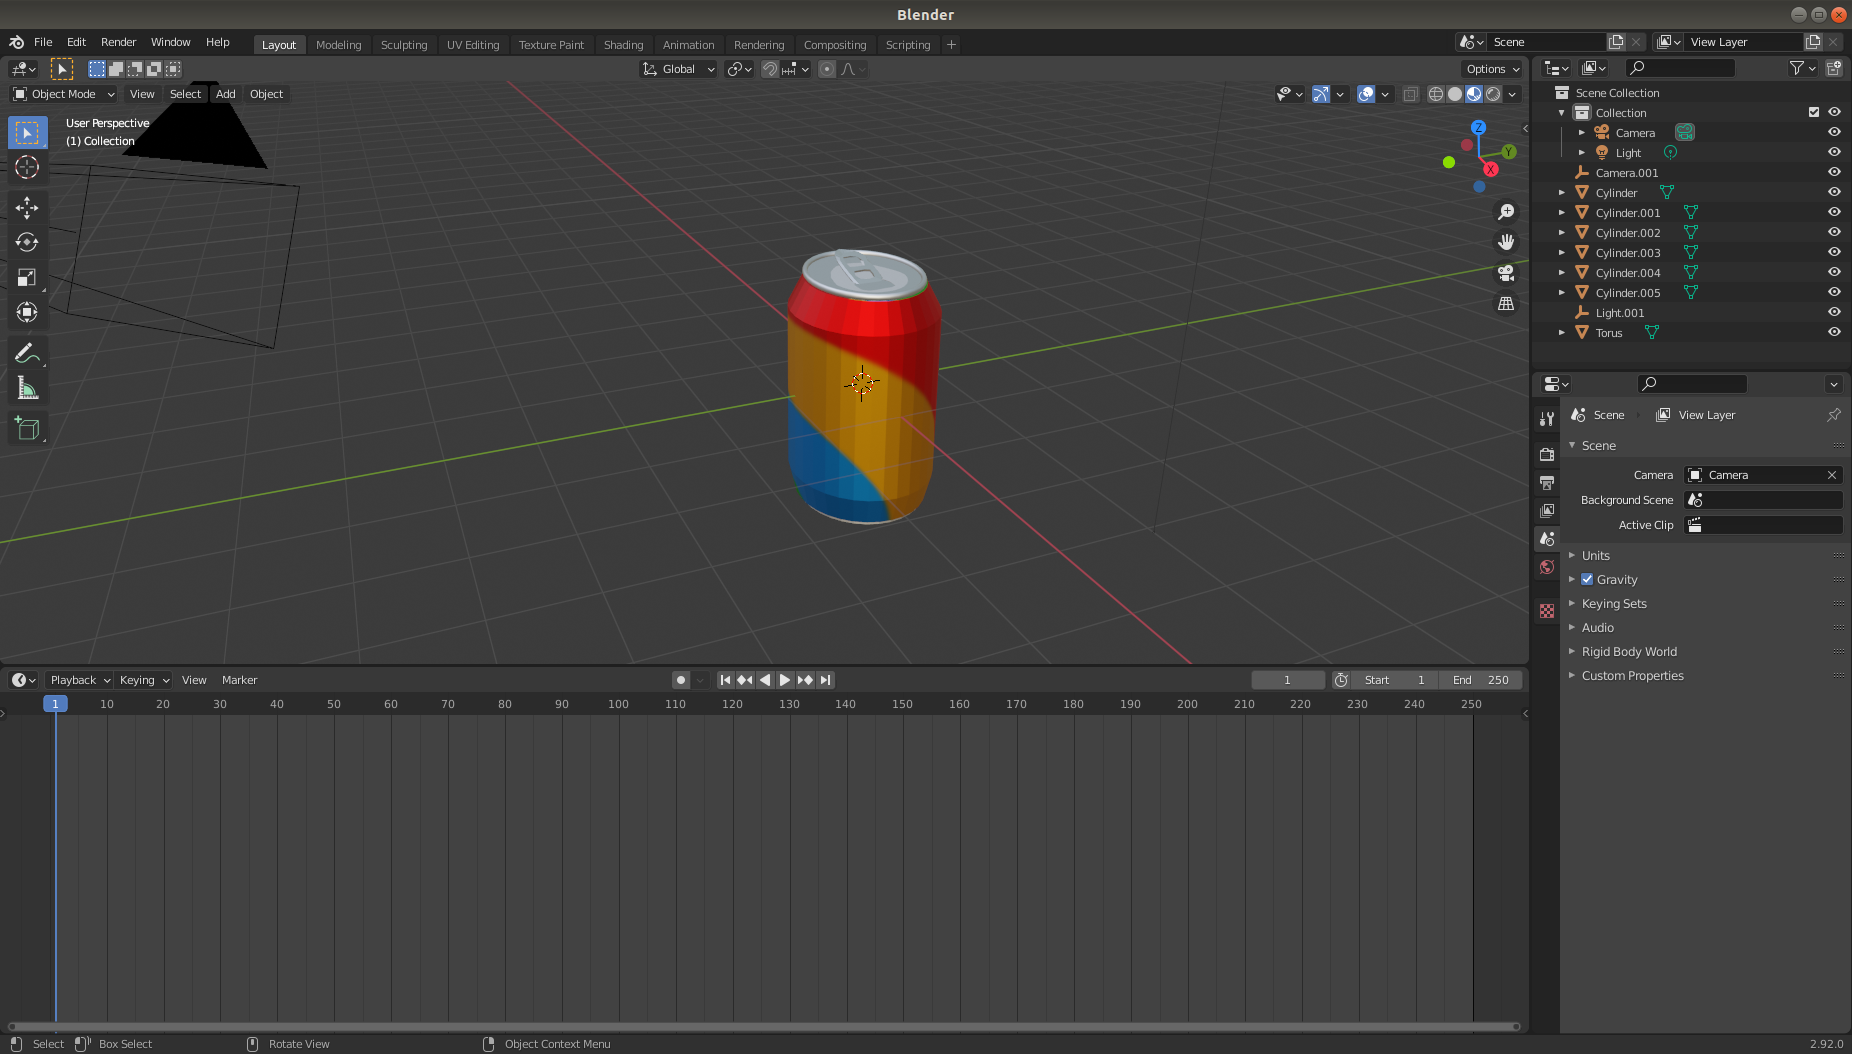 Blender
File Edit Render Window Help Layout Modeling Sculpting UV Editing Texture Paint Shading Animation Rendering Compositing Scripting + Scene View Layer
Global Options
Object Mode View Select Add Object
User Perspective
(1) Collection
Z
Y
X
Scene Collection
Collection
Camera
Light
Camera.001
Cylinder
Cylinder.001
Cylinder.002
Cylinder.003
Cylinder.004
Cylinder.005
Light.001
Torus
Scene View Layer
Scene
Camera Camera
Background Scene
Active Clip
Units
Gravity
Keying Sets
Audio
Rigid Body World
Custom Properties
Playback Keying View Marker 1 Start 1 End 250
1 10 20 30 40 50 60 70 80 90 100 110 120 130 140 150 160 170 180 190 200 210 220 230 240 250
Select Box Select Rotate View Object Context Menu 2.92.0